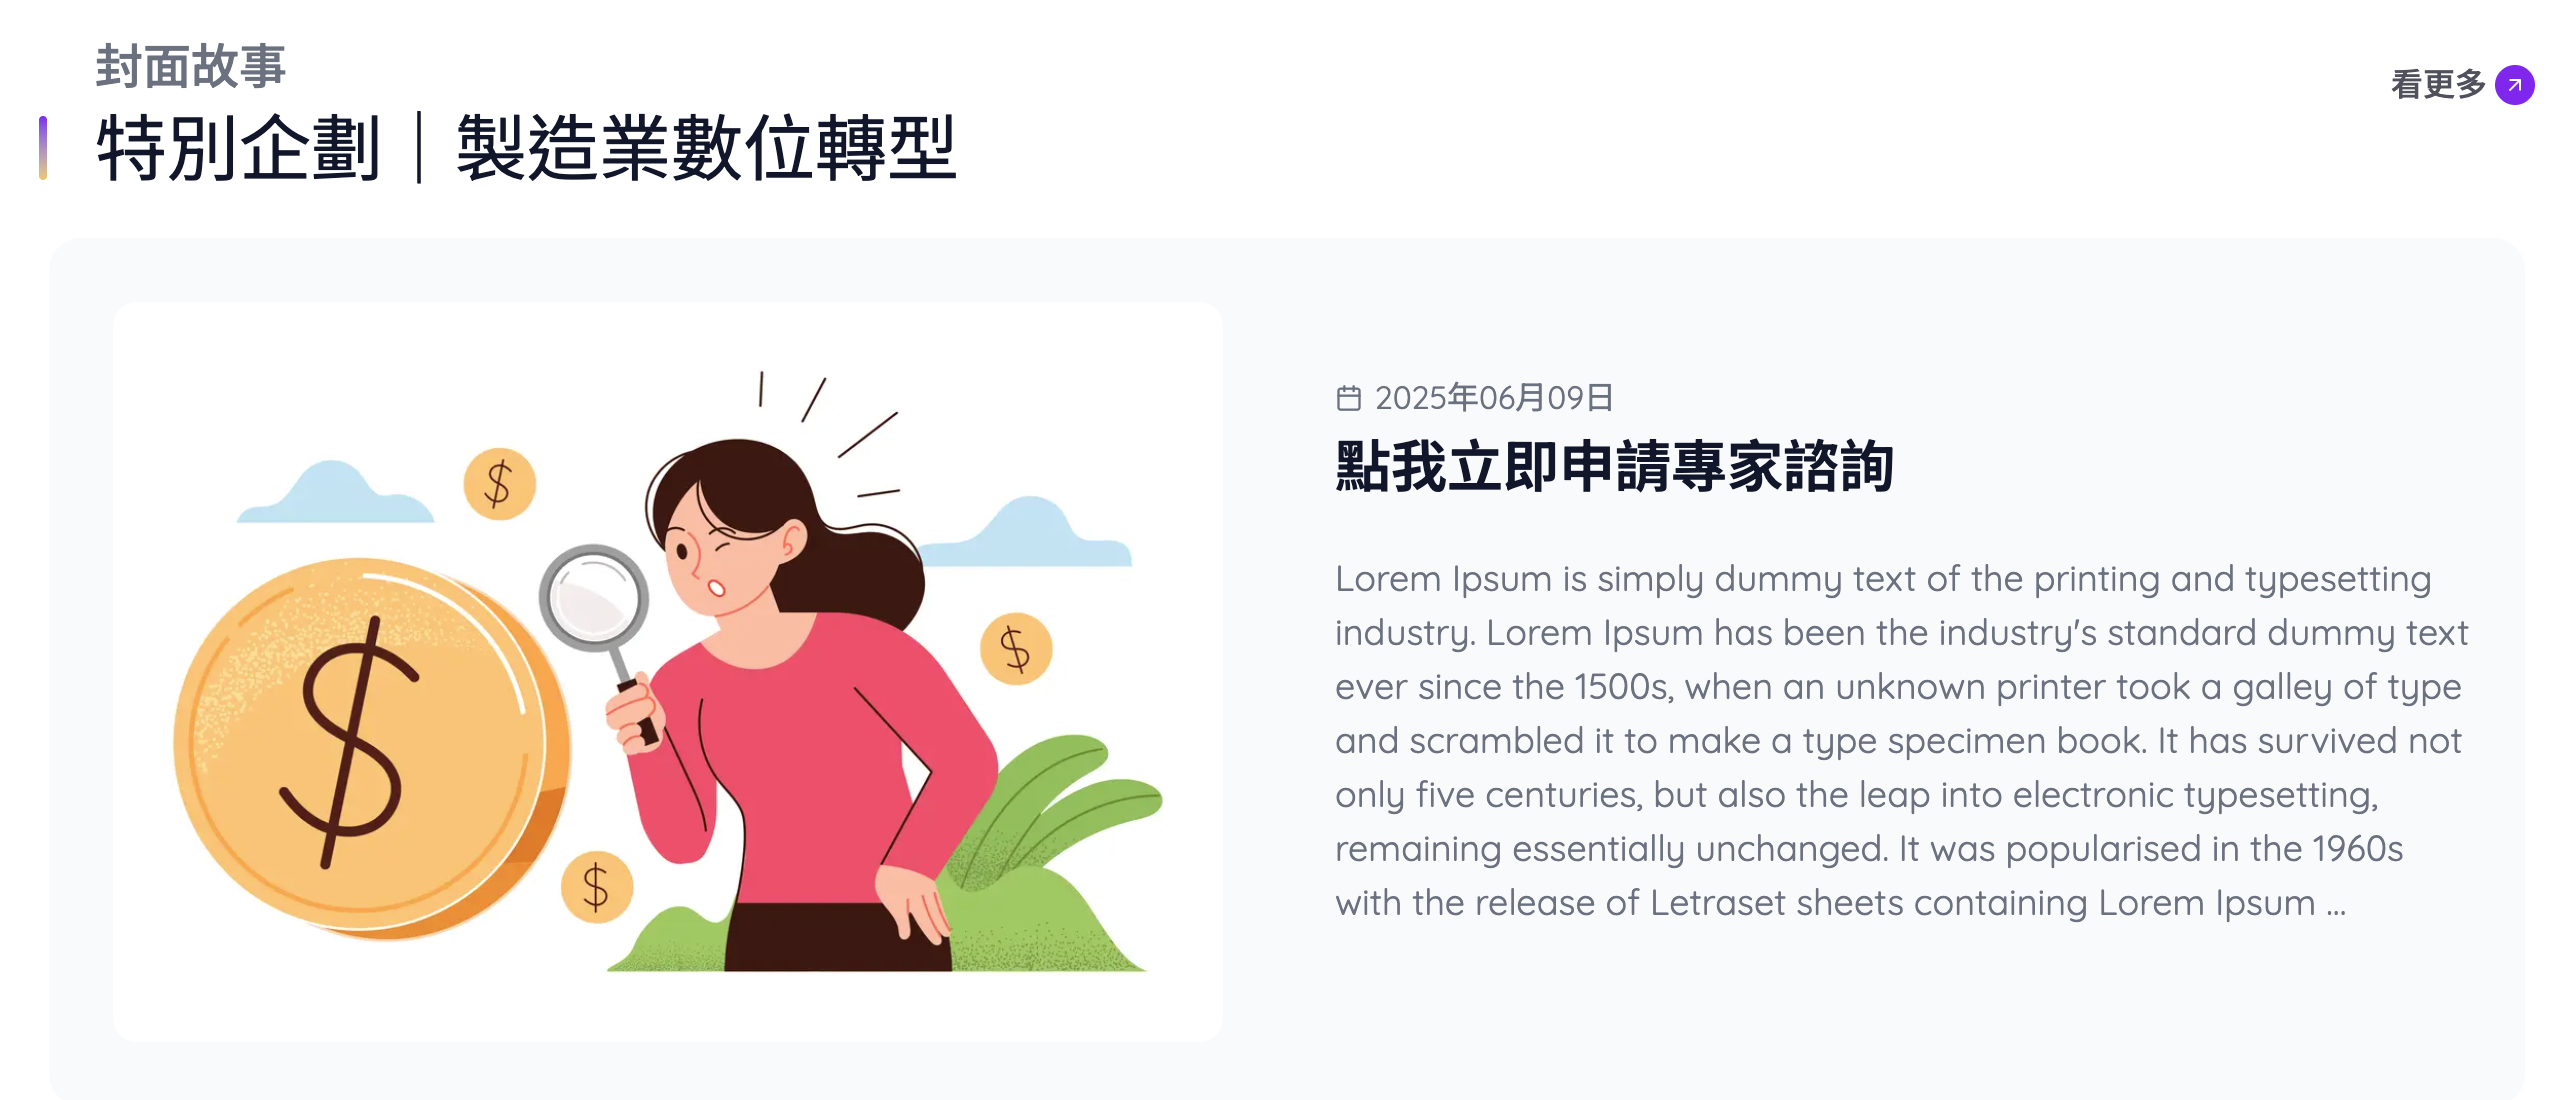 封面故事
看更多
特別企劃｜製造業數位轉型
2025年06月09日
點我立即申請專家諮詢
Lorem Ipsum is simply dummy text of the printing and typesetting
industry. Lorem Ipsum has been the industry's standard dummy text
ever since the 1500s, when an unknown printer took a galley of type
and scrambled it to make a type specimen book. It has survived not
only five centuries, but also the leap into electronic typesetting,
remaining essentially unchanged. It was popularised in the 1960s
with the release of Letraset sheets containing Lorem Ipsum ...
$
$
$
$